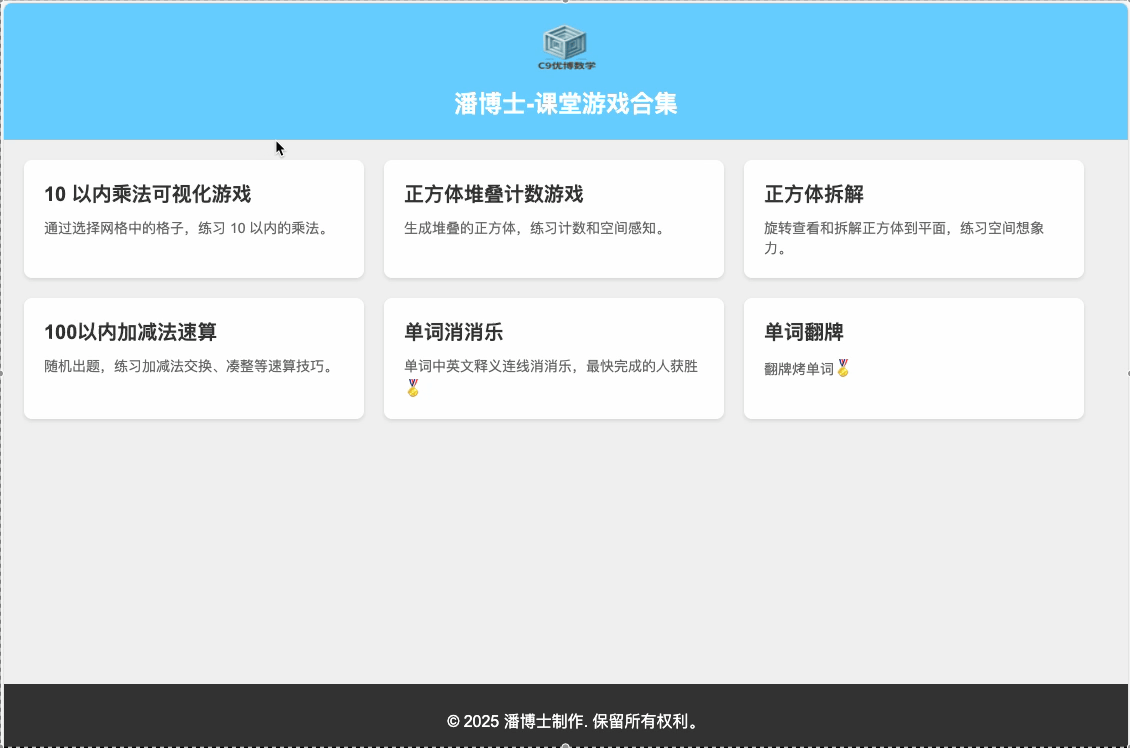 C9优博数学
潘博士-课堂游戏合集
10 以内乘法可视化游戏
通过选择网格中的格子，练习 10 以内的乘法。
正方体堆叠计数游戏
生成堆叠的正方体，练习计数和空间感知。
正方体拆解
旋转查看和拆解正方体到平面，练习空间想象
力。
100以内加减法速算
随机出题，练习加减法交换、凑整等速算技巧。
单词消消乐
单词中英文释义连线消消乐，最快完成的人获胜
🏅
单词翻牌
翻牌烤单词🏅
© 2025 潘博士制作. 保留所有权利。